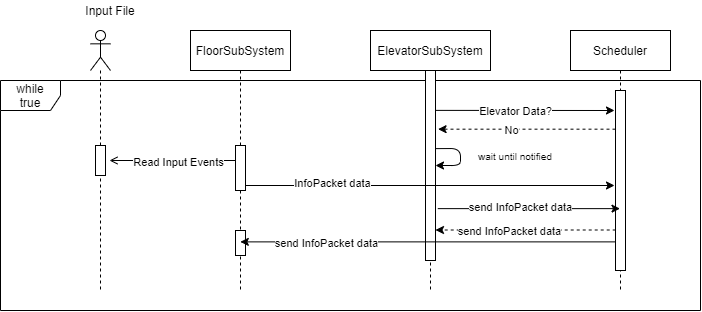 Input File
FloorSubSystem
ElevatorSubSystem
Scheduler
while
true
Elevator Data?
No
wait until notified
Read Input Events
InfoPacket data
send InfoPacket data
send InfoPacket data
send InfoPacket data